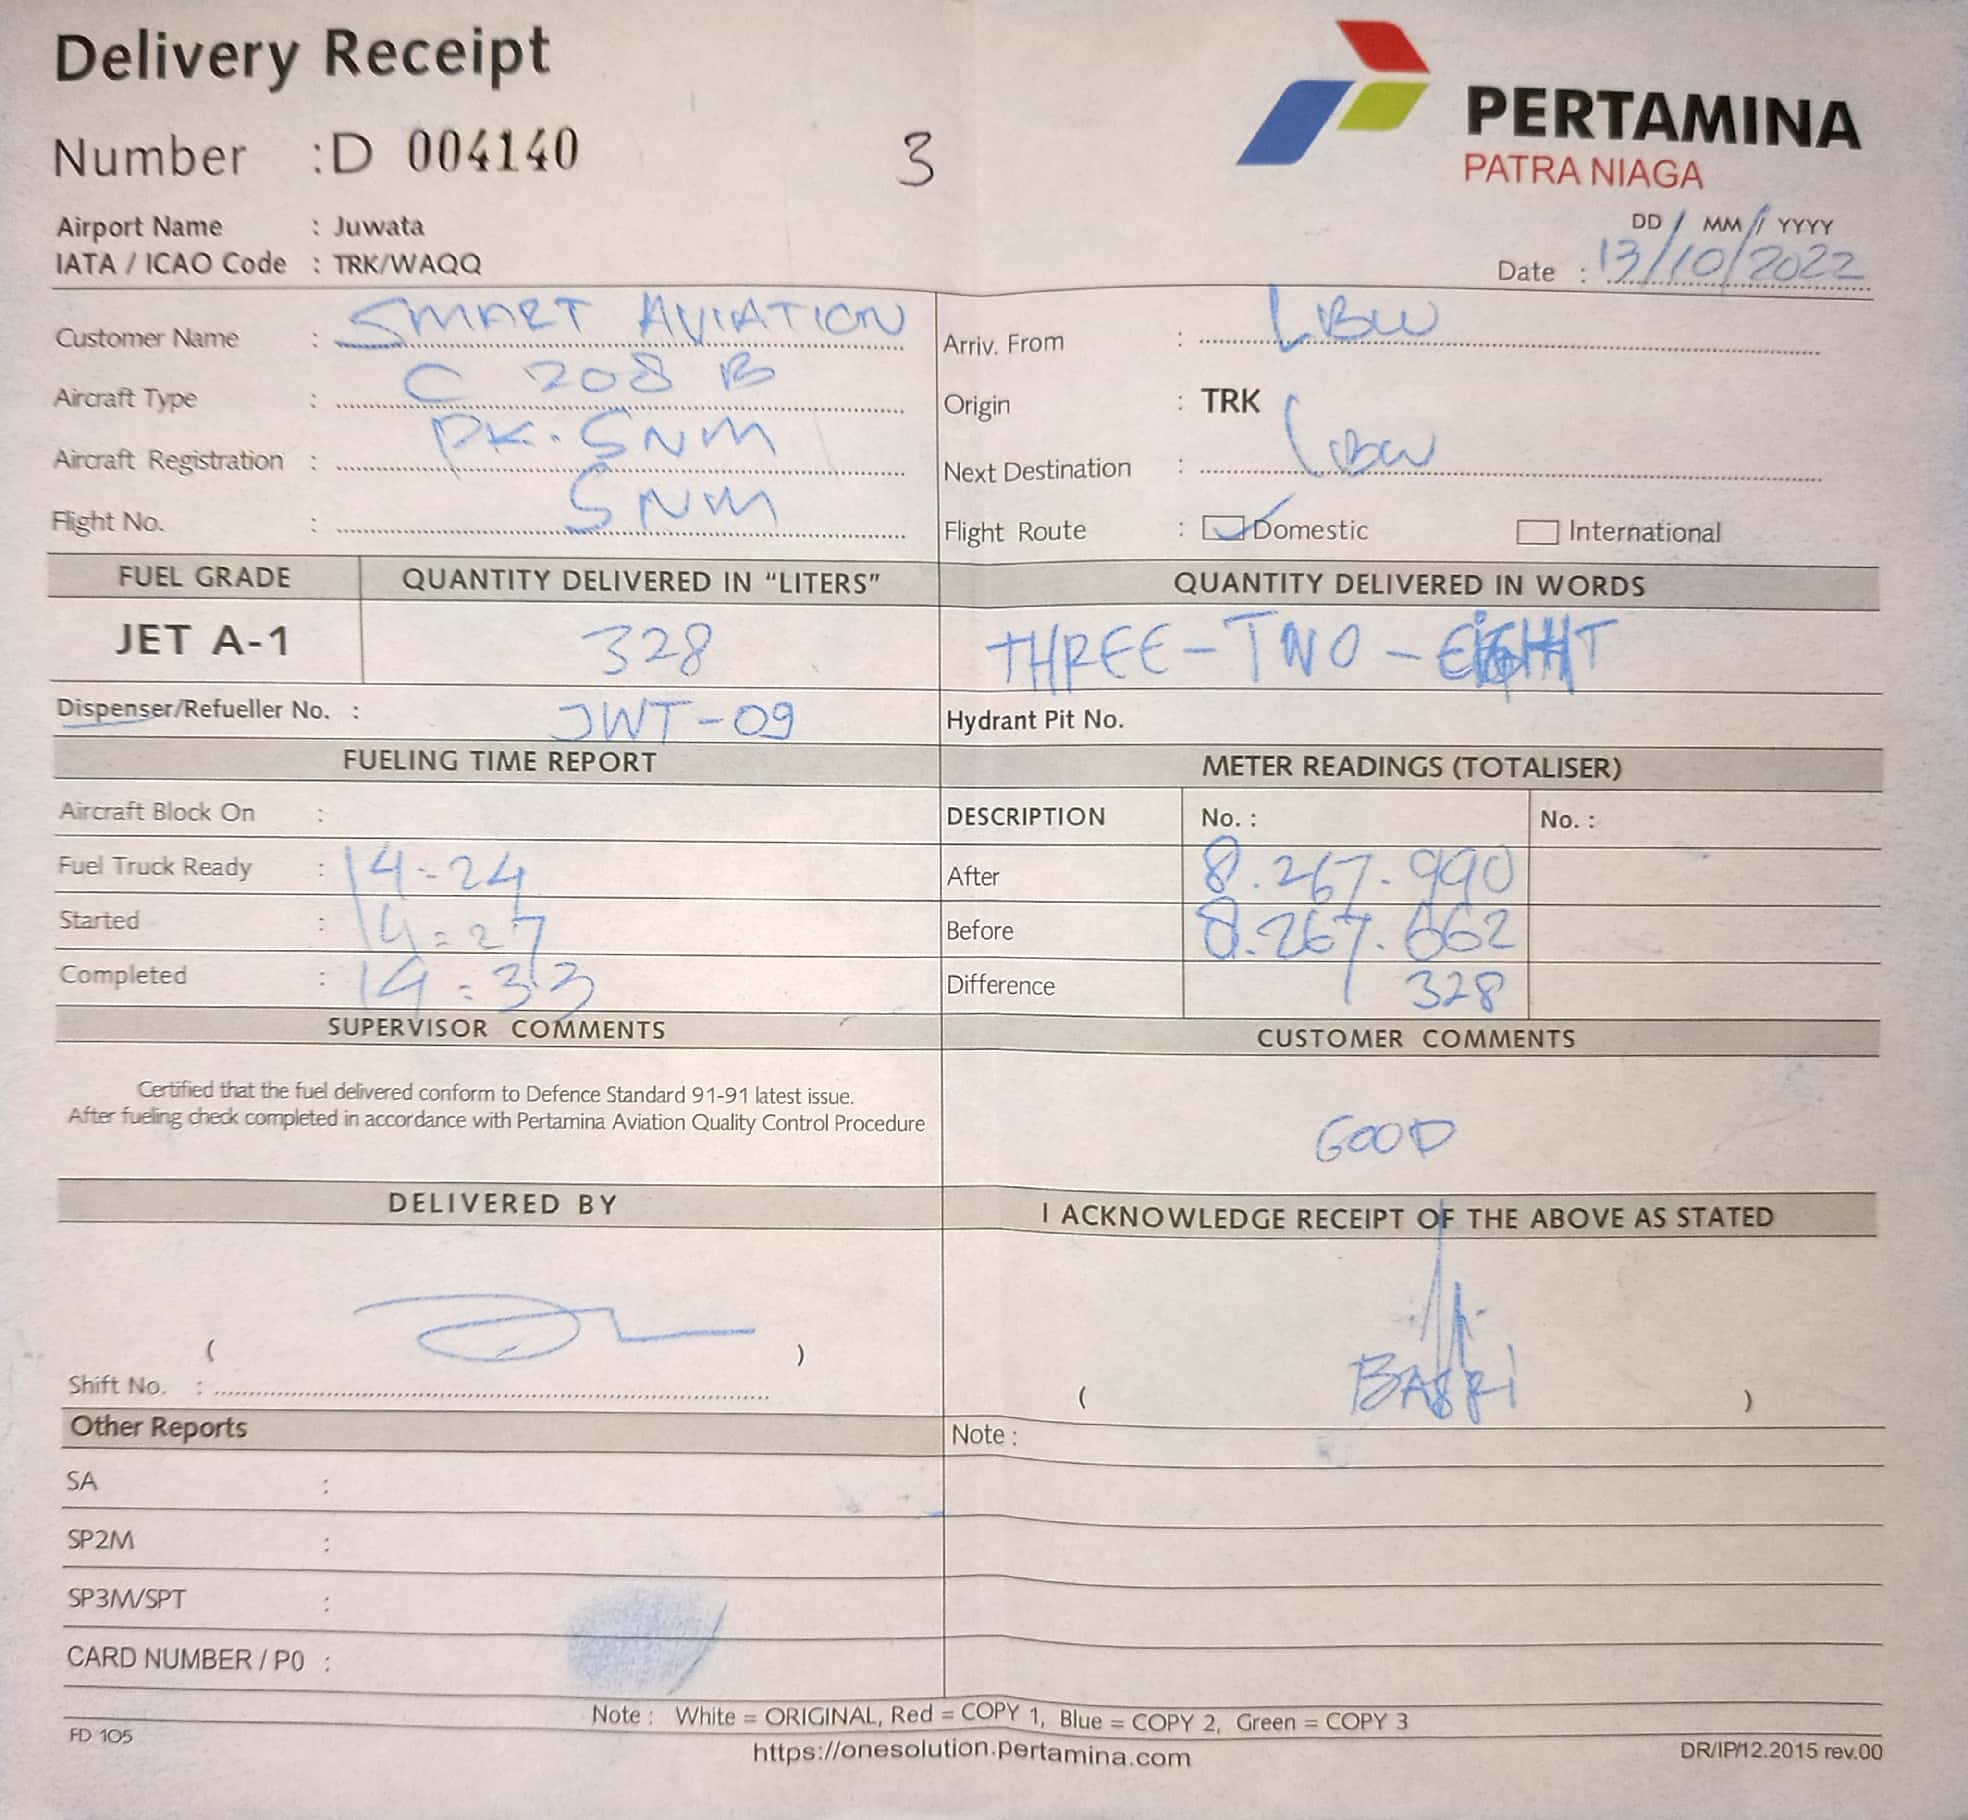 Delivery Receipt
PERTAMINA
PATRA NIAGA
Number :D 004140
3
Airport Name : Juwata
IATA / ICAO Code : TRK/WAQQ
DD / MM / YYYY
Date : 13/10/2022
Customer Name : SMART AVIATION
Arriv. From : LBW
Aircraft Type : C 208 B
Origin : TRK
Aircraft Registration : PK-SNM
Next Destination : LBW
Flight No. : SNM
Flight Route : Domestic International
FUEL GRADE QUANTITY DELIVERED IN “LITERS” QUANTITY DELIVERED IN WORDS
JET A-1 328 THREE-TWO-EIGHT
Dispenser/Refueller No. : JWT-09
Hydrant Pit No.
FUELING TIME REPORT METER READINGS (TOTALISER)
Aircraft Block On :
DESCRIPTION No. : No. :
Fuel Truck Ready : 14-24
After 8.267.990
Started : 14=27
Before 8.267.662
Completed : 14:33
Difference 328
SUPERVISOR COMMENTS CUSTOMER COMMENTS
Certified that the fuel delivered conform to Defence Standard 91-91 latest issue.
After fueling check completed in accordance with Pertamina Aviation Quality Control Procedure
GOOD
DELIVERED BY I ACKNOWLEDGE RECEIPT OF THE ABOVE AS STATED
( )
Shift No. :
( BASRI )
Other Reports
Note :
SA :
SP2M :
SP3M/SPT :
CARD NUMBER / P0 :
Note : White = ORIGINAL, Red = COPY 1, Blue = COPY 2, Green = COPY 3
FD 105
https://onesolution.pertamina.com
DR/IP/12.2015 rev.00